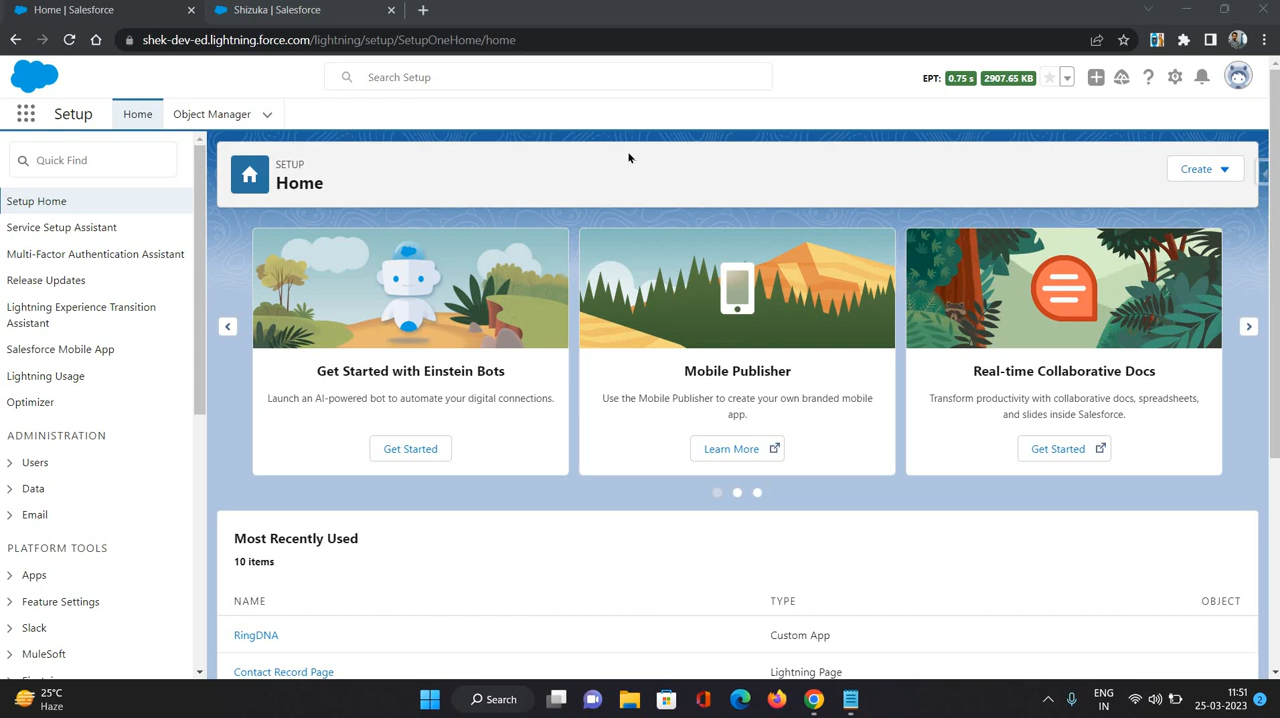 Home | Salesforce
Shizuka | Salesforce
shek-dev-ed.lightning.force.com/lightning/setup/SetupOneHome/home
Search Setup
EPT: 0.75 s 2907.65 KB
Setup
Home
Object Manager
Quick Find
SETUP
Home
Create
Setup Home
Service Setup Assistant
Multi-Factor Authentication Assistant
Release Updates
Lightning Experience Transition
Assistant
Salesforce Mobile App
Lightning Usage
Optimizer
ADMINISTRATION
Users
Data
Email
PLATFORM TOOLS
Apps
Feature Settings
Slack
MuleSoft
Get Started with Einstein Bots
Launch an AI-powered bot to automate your digital connections.
Get Started
Mobile Publisher
Use the Mobile Publisher to create your own branded mobile
app.
Learn More
Real-time Collaborative Docs
Transform productivity with collaborative docs, spreadsheets,
and slides inside Salesforce.
Get Started
Most Recently Used
10 items
NAME TYPE OBJECT
RingDNA Custom App
Contact Record Page Lightning Page
25°C
Haze
Search
ENG
IN
11:51
25-03-2023
2